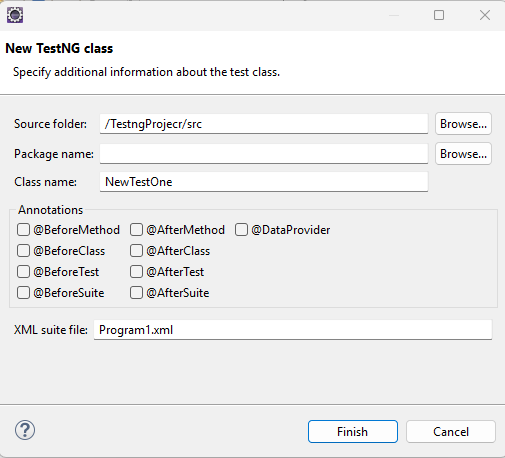 New TestNG class
Specify additional information about the test class.
Source folder: /TestngProjecr/src Browse...
Package name: Browse...
Class name: NewTestOne
Annotations
@BeforeMethod @AfterMethod @DataProvider
@BeforeClass @AfterClass
@BeforeTest @AfterTest
@BeforeSuite @AfterSuite
XML suite file: Program1.xml
? Finish Cancel